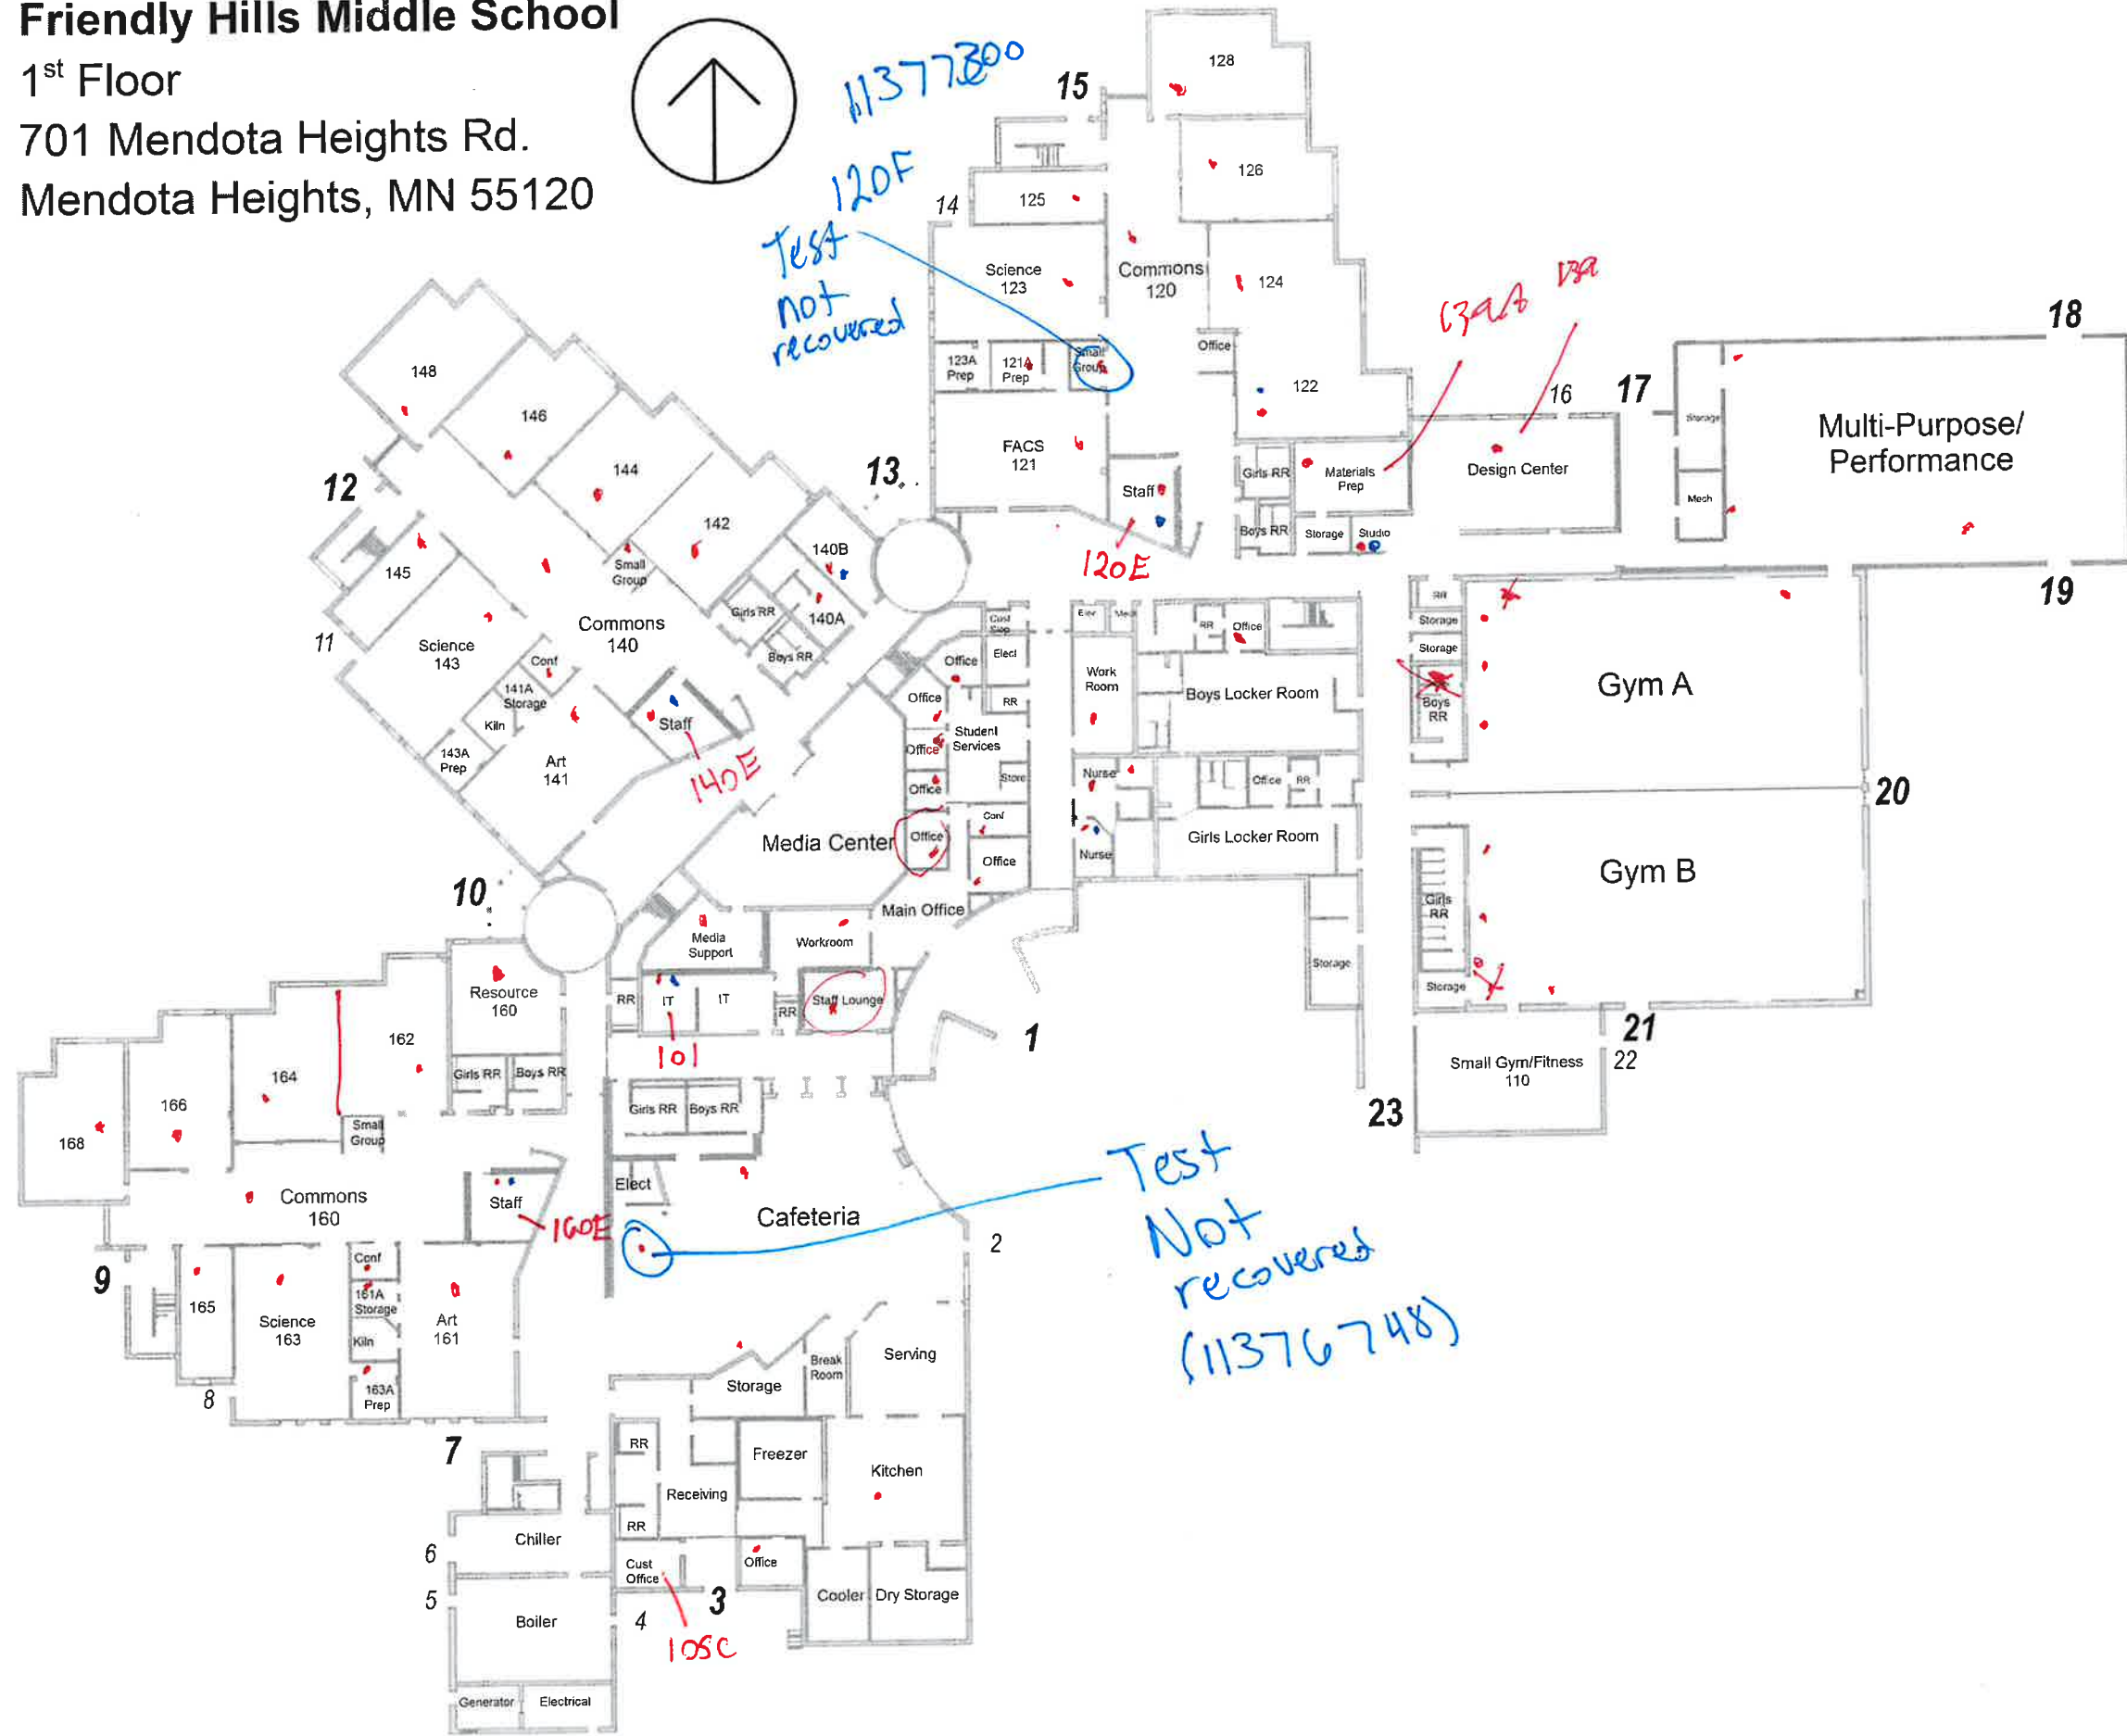 Friendly Hills Middle School
1st Floor
701 Mendota Heights Rd.
Mendota Heights, MN 55120
120F
Test
not
recovered
15
128
126
14
125
Science
123
Commons
120
124
123A
Prep
121A
Prep
Small
Group
Office
122
FACS
121
Staff
120E
Girls RR
Boys RR
Materials
Prep
Storage
Studio
16
Design Center
17
18
Storage
Mech
Multi-Purpose/
Performance
19
148
146
144
142
12
13
140B
140A
145
Small
Group
Girls RR
Boys RR
11
Science
143
Commons
140
Conf
141A
Storage
Kiln
143A
Prep
Art
141
Staff
140E
Cust
Elect
Office
Elect
Office
RR
Student
Services
Office
Office
Store
Office
Conf
Office
Media Center
Main Office
Elec
Mech
RR
Office
Work
Room
Boys Locker Room
Nurse
Office
RR
Nurse
Girls Locker Room
Storage
RR
Storage
Storage
Boys
RR
Gym A
20
Gym B
Girls
RR
Storage
21
22
Small Gym/Fitness
110
23
10
Media
Support
Workroom
RR
IT
IT
RR
Staff Lounge
101
1
Resource
160
162
164
166
168
Girls RR
Boys RR
Small
Group
Girls RR
Boys RR
Commons
160
Staff
160E
Elect
Cafeteria
2
Test
Not
recovered
(11376748)
9
165
Science
163
Conf
161A
Storage
Kiln
163A
Prep
Art
161
8
7
Storage
Break
Room
Serving
RR
Receiving
RR
Freezer
Kitchen
Chiller
6
Cust
Office
Office
3
Cooler
Dry Storage
5
Boiler
4
105C
Generator
Electrical